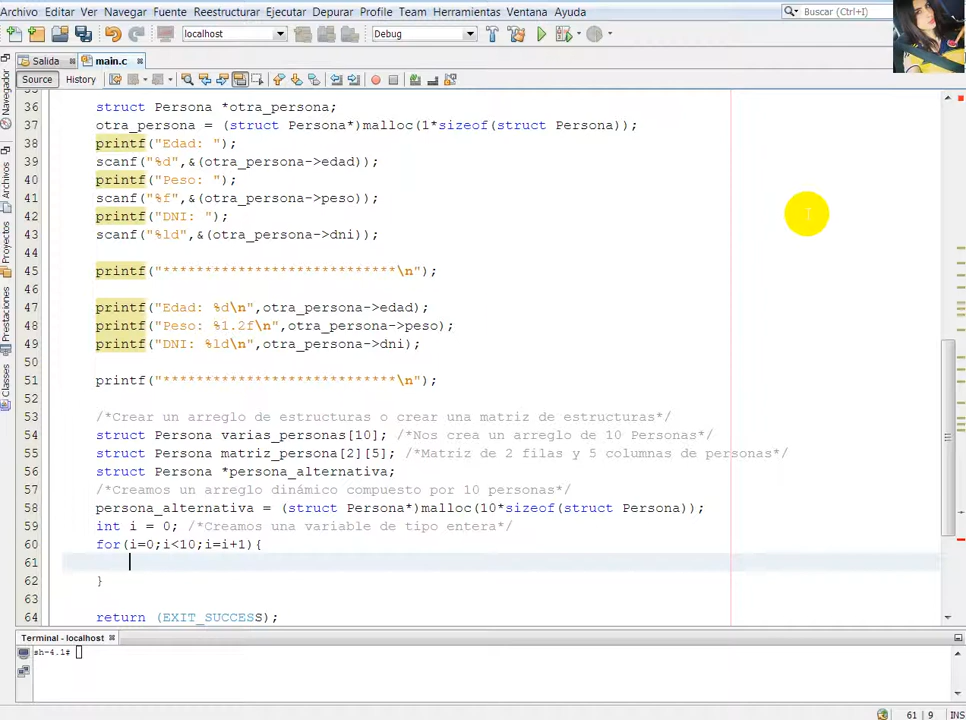 Archivo Editar Ver Navegar Fuente Reestructurar Ejecutar Depurar Profile Team Herramientas Ventana Ayuda
Buscar (Ctrl+I)
localhost
Debug
Salida
main.c
Source History
Navegador
Archivos
Proyectos
Prestaciones
Classes
36 struct Persona *otra_persona;
37 otra_persona = (struct Persona*)malloc(1*sizeof(struct Persona));
38 printf("Edad: ");
39 scanf("%d",&(otra_persona->edad));
40 printf("Peso: ");
41 scanf("%f",&(otra_persona->peso));
42 printf("DNI: ");
43 scanf("%ld",&(otra_persona->dni));
44
45 printf("****************************\n");
46
47 printf("Edad: %d\n",otra_persona->edad);
48 printf("Peso: %1.2f\n",otra_persona->peso);
49 printf("DNI: %ld\n",otra_persona->dni);
50
51 printf("****************************\n");
52
53 /*Crear un arreglo de estructuras o crear una matriz de estructuras*/
54 struct Persona varias_personas[10]; /*Nos crea un arreglo de 10 Personas*/
55 struct Persona matriz_persona[2][5]; /*Matriz de 2 filas y 5 columnas de personas*/
56 struct Persona *persona_alternativa;
57 /*Creamos un arreglo dinámico compuesto por 10 personas*/
58 persona_alternativa = (struct Persona*)malloc(10*sizeof(struct Persona));
59 int i = 0; /*Creamos una variable de tipo entera*/
60 for(i=0;i<10;i=i+1){
61
62 }
63
64 return (EXIT_SUCCESS);
Terminal - localhost
sh-4.1#
61 | 9
INS